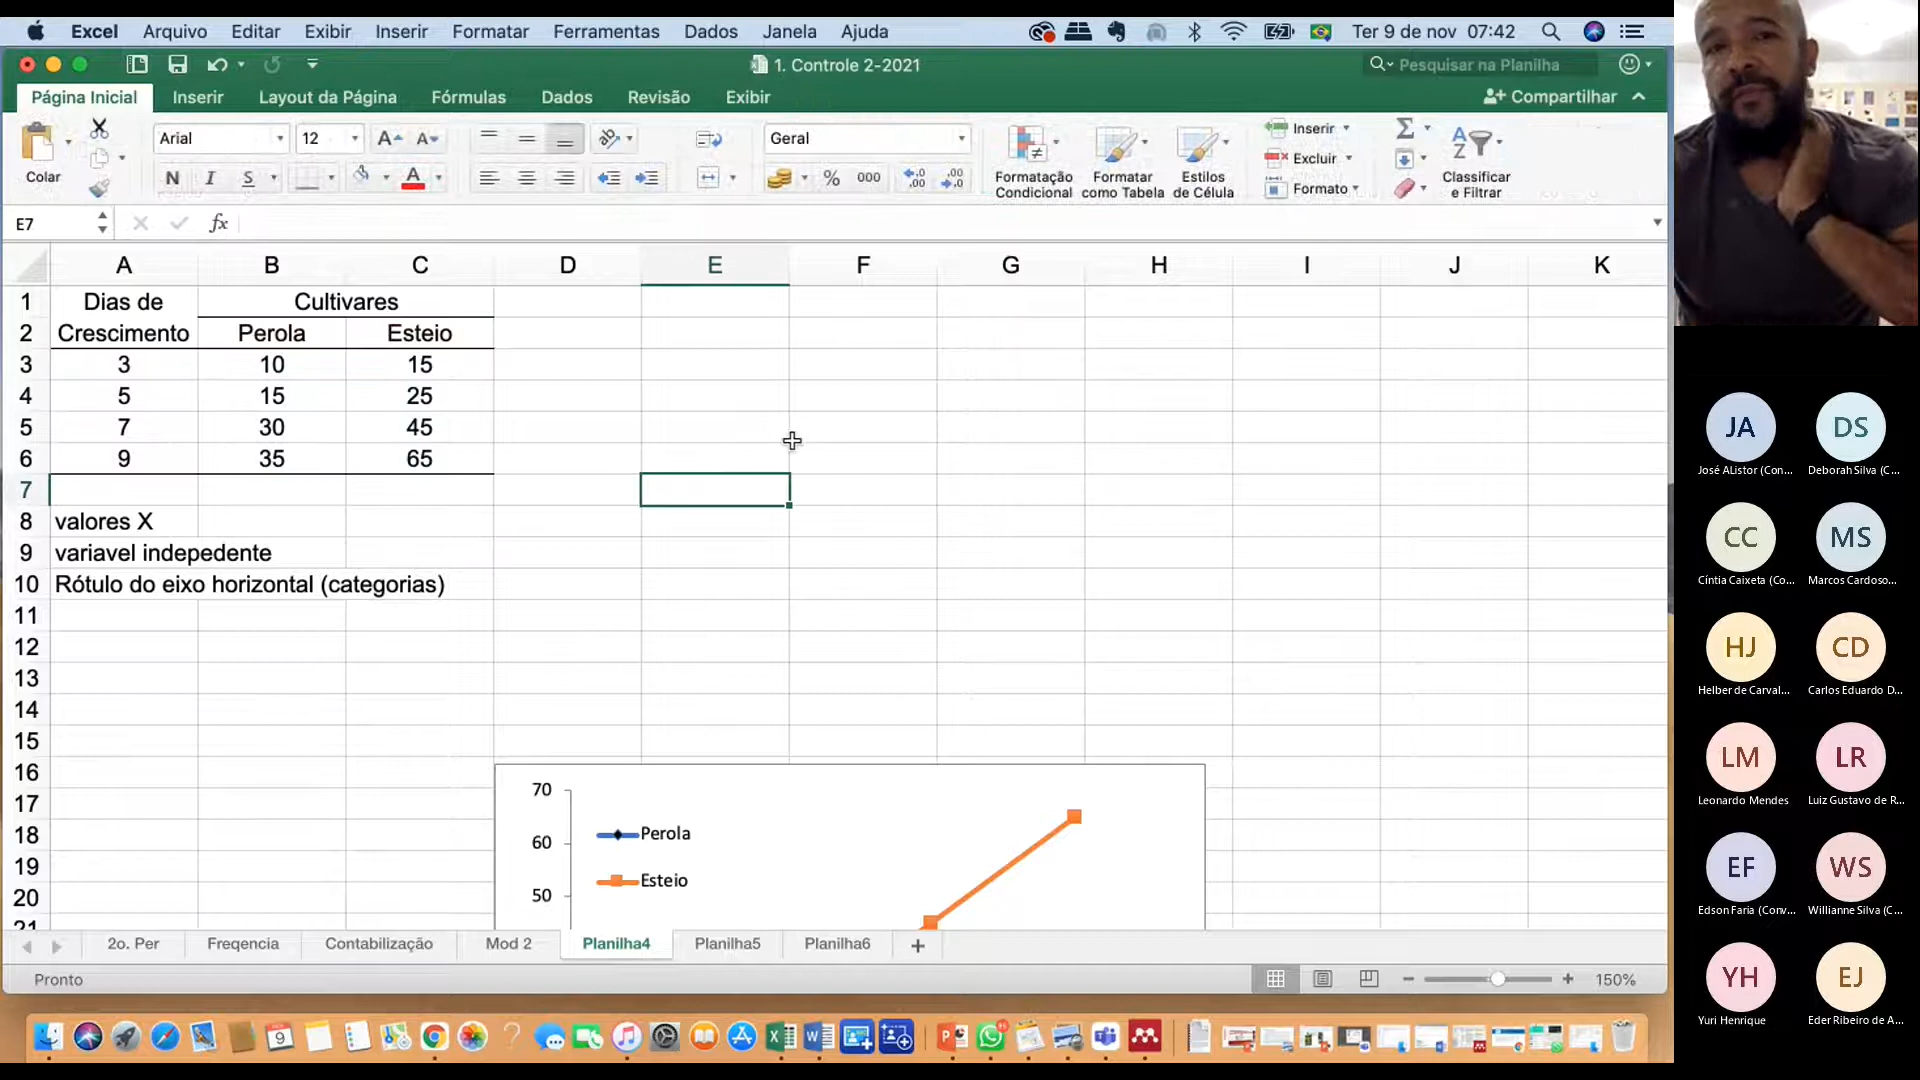 Excel Arquivo Editar Exibir Inserir Formatar Ferramentas Dados Janela Ajuda Ter 9 de nov 07:42
1. Controle 2-2021 Pesquisar na Planilha
Página Inicial Inserir Layout da Página Fórmulas Dados Revisão Exibir Compartilhar
Colar Arial 12 A A Geral Inserir
N I S A % 000 Formatação Condicional Formatar como Tabela Estilos de Célula Excluir Formato Classificar e Filtrar
E7 fx
A B C D E F G H I J K
1 Dias de Cultivares
2 Crescimento Perola Esteio
3 3 10 15
4 5 15 25
5 7 30 45
6 9 35 65
7
8 valores X
9 variavel indepedente
10 Rótulo do eixo horizontal (categorias)
11
12
13
14
15
16
17
18
19
20
21
70
Perola
60
Esteio
50
2o. Per Freqencia Contabilização Mod 2 Planilha4 Planilha5 Planilha6 +
Pronto 150%
JA DS
José AListor (Con... Deborah Silva (C...
CC MS
Cíntia Caixeta (Co... Marcos Cardoso...
HJ CD
Helber de Carval... Carlos Eduardo D...
LM LR
Leonardo Mendes Luiz Gustavo de R...
EF WS
Edson Faria (Conv... Willianne Silva (C...
YH EJ
Yuri Henrique Eder Ribeiro de A...